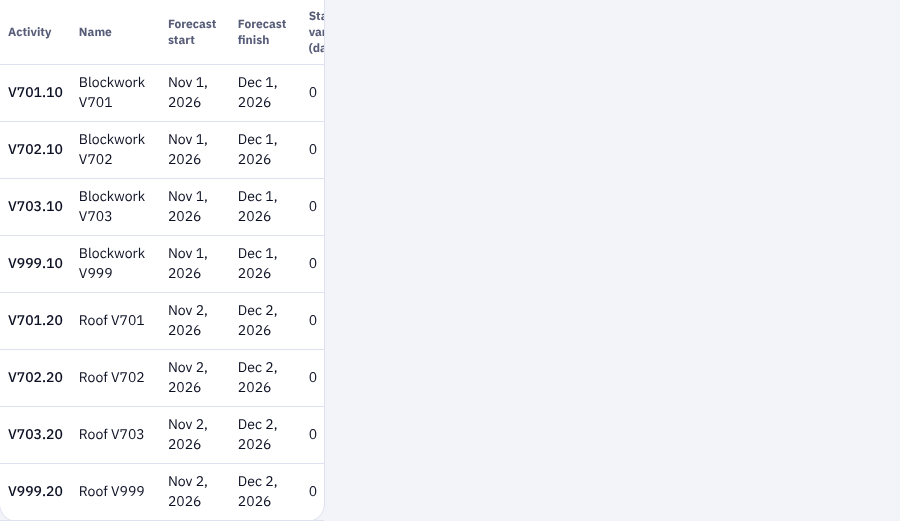 Activity Name Forecast start Forecast finish
V701.10 Blockwork V701 Nov 1, 2026 Dec 1, 2026 0
V702.10 Blockwork V702 Nov 1, 2026 Dec 1, 2026 0
V703.10 Blockwork V703 Nov 1, 2026 Dec 1, 2026 0
V999.10 Blockwork V999 Nov 1, 2026 Dec 1, 2026 0
V701.20 Roof V701 Nov 2, 2026 Dec 2, 2026 0
V702.20 Roof V702 Nov 2, 2026 Dec 2, 2026 0
V703.20 Roof V703 Nov 2, 2026 Dec 2, 2026 0
V999.20 Roof V999 Nov 2, 2026 Dec 2, 2026 0